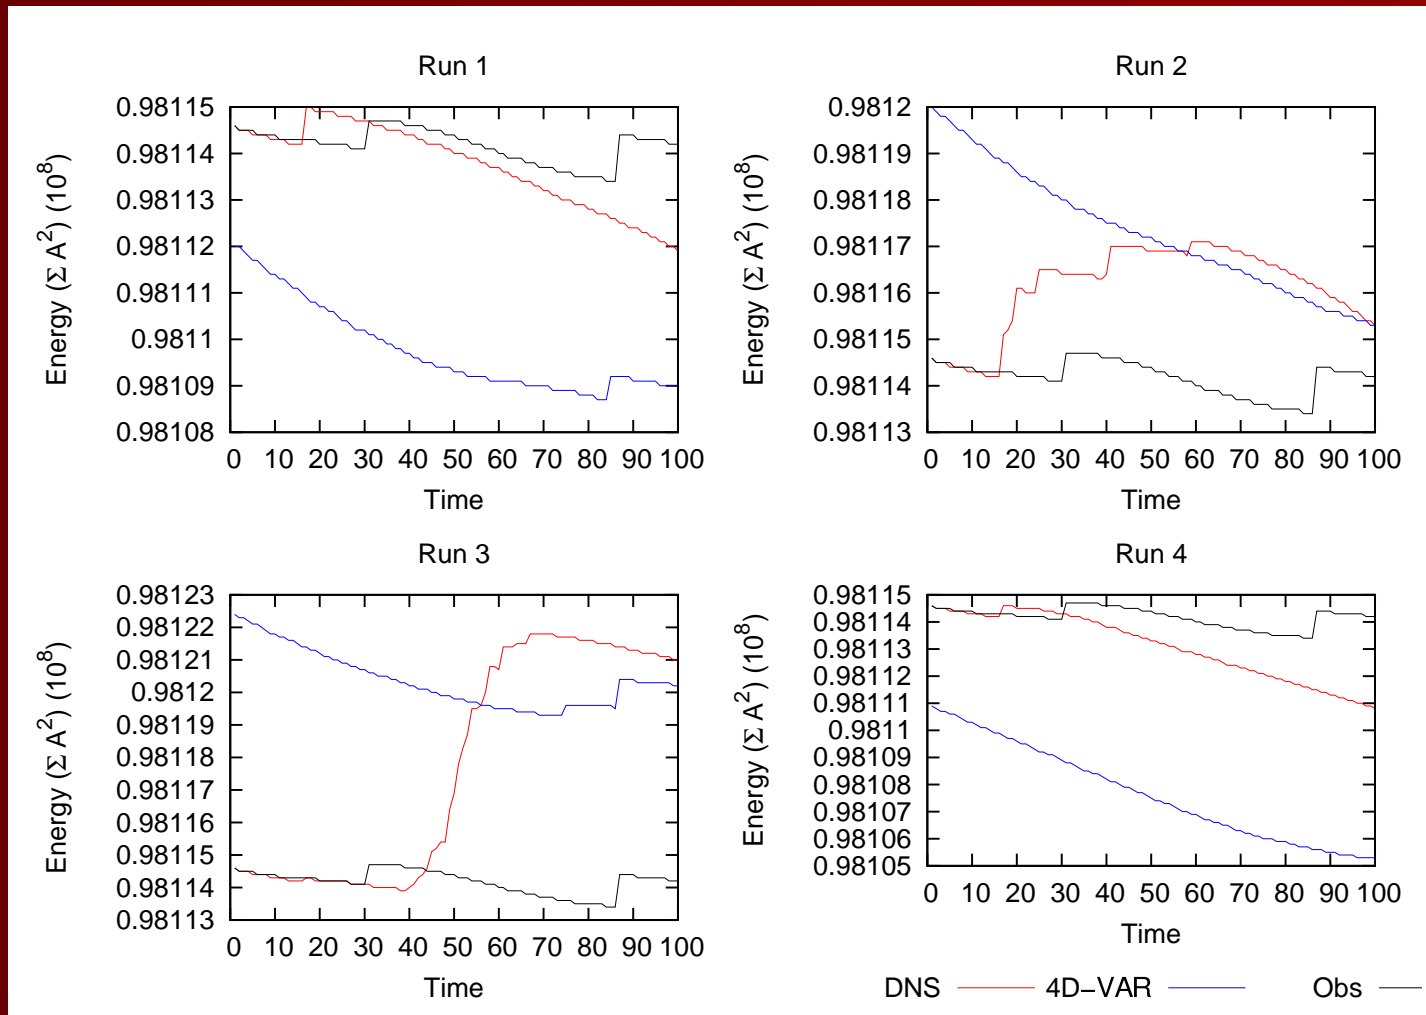 Run 1
0.98115
0.98114
0.98113
0.98112
0.98111
0.9811
0.98109
0.98108
Energy (Σ A²) (10⁸)
0 10 20 30 40 50 60 70 80 90 100
Time
Run 2
0.9812
0.98119
0.98118
0.98117
0.98116
0.98115
0.98114
0.98113
Energy (Σ A²) (10⁸)
0 10 20 30 40 50 60 70 80 90 100
Time
Run 3
0.98123
0.98122
0.98121
0.9812
0.98119
0.98118
0.98117
0.98116
0.98115
0.98114
0.98113
Energy (Σ A²) (10⁸)
0 10 20 30 40 50 60 70 80 90 100
Time
Run 4
0.98115
0.98114
0.98113
0.98112
0.98111
0.9811
0.98109
0.98108
0.98107
0.98106
0.98105
Energy (Σ A²) (10⁸)
0 10 20 30 40 50 60 70 80 90 100
Time
DNS 4D−VAR Obs